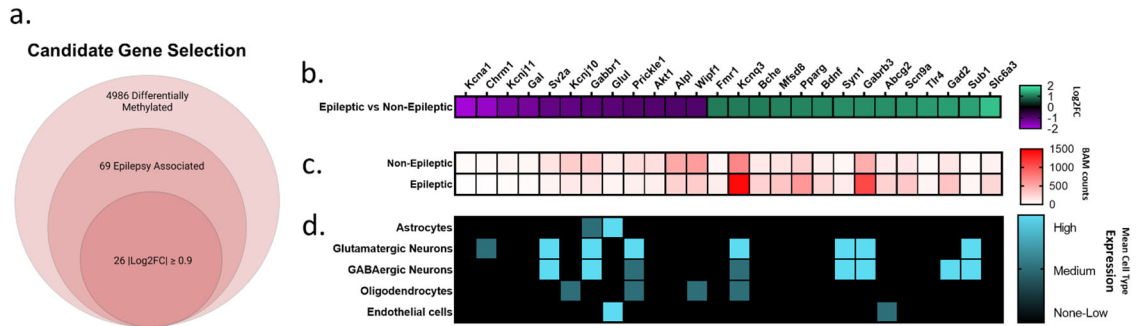 a.
Candidate Gene Selection
4986 Differentially
Methylated
69 Epilepsy Associated
26 |Log2FC| ≥ 0.9
b.
Kcna1
Chrm1
Kcnj11
Gal
Sv2a
Kcnj10
Gabbr1
Glul
Prickle1
Akt1
Alpl
Wipf1
Fmr1
Kcnq3
Bche
Mfsd8
Pparg
Bdnf
Syn1
Gabrb3
Abcg2
Scn9a
Tlr4
Gad2
Sub1
Slc6a3
Epileptic vs Non-Epileptic
2
1
0
-1
-2
Log2FC
c.
Non-Epileptic
Epileptic
1500
1000
500
0
BAM counts
d.
Astrocytes
Glutamatergic Neurons
GABAergic Neurons
Oligodendrocytes
Endothelial cells
High
Medium
None-Low
Mean Cell Type
Expression